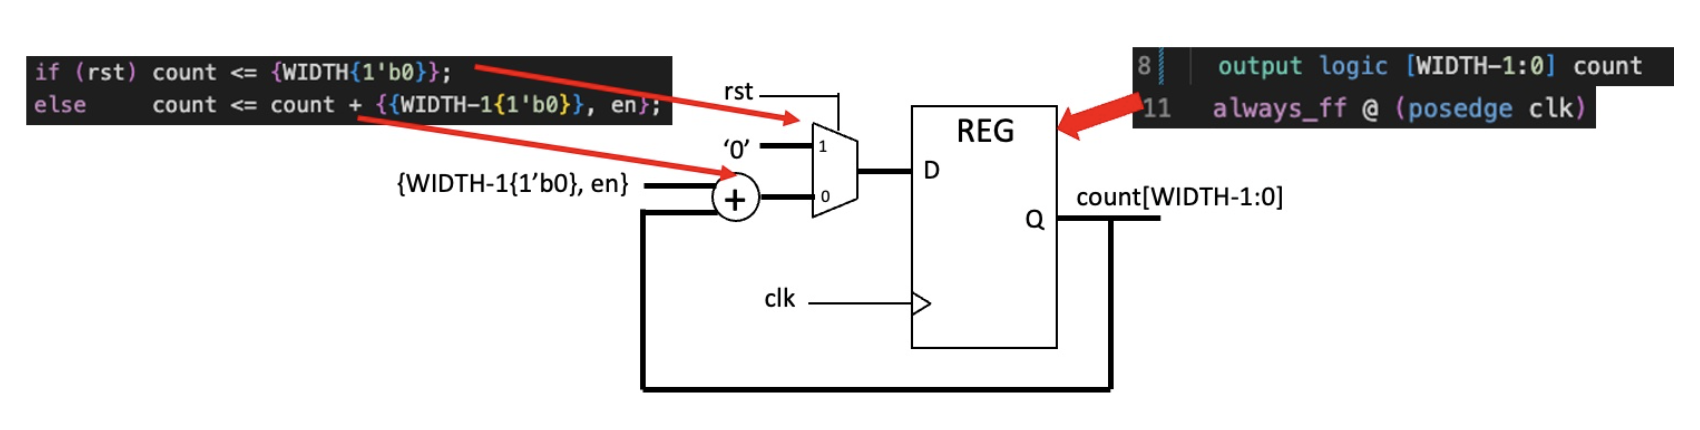 if (rst) count <= {WIDTH{1'b0}};
else     count <= count + {{WIDTH-1{1'b0}}, en};
8 output logic [WIDTH-1:0] count
11 always_ff @ (posedge clk)
rst
REG
‘0’
1
D
{WIDTH-1{1’b0}, en}
+
0
count[WIDTH-1:0]
Q
clk